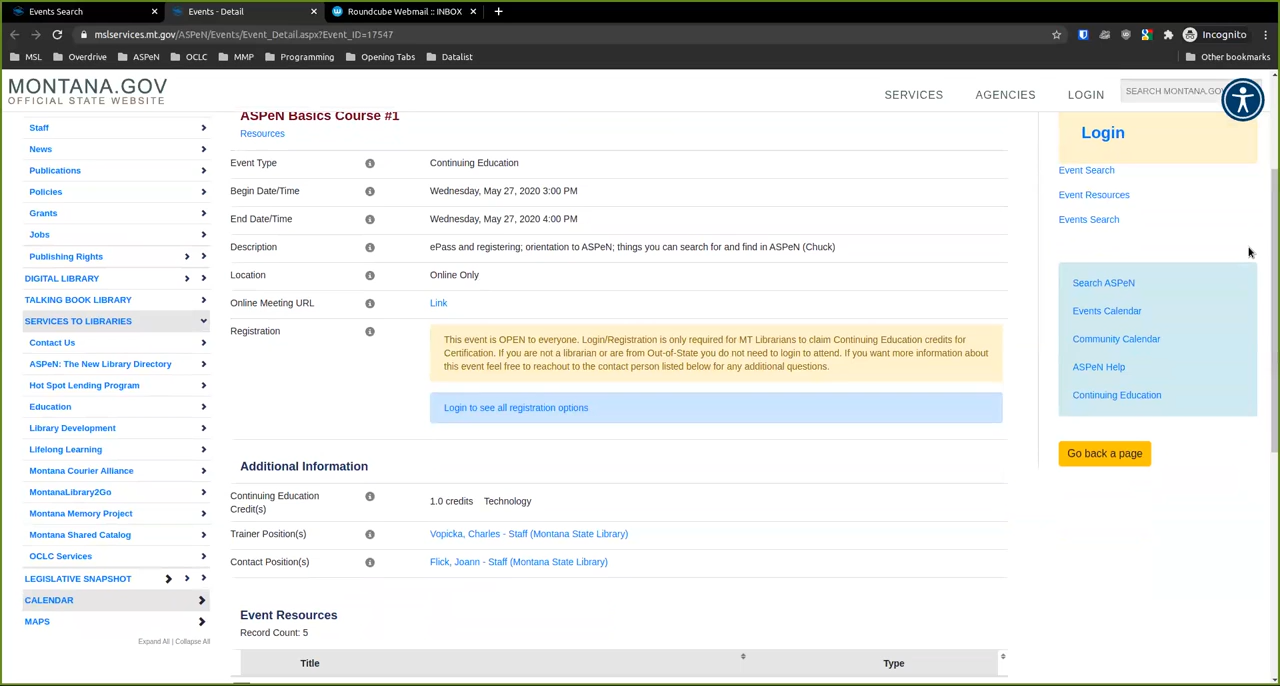 Events Search
Events - Detail
Roundcube Webmail :: INBOX
mslservices.mt.gov/ASPeN/Events/Event_Detail.aspx?Event_ID=17547
Incognito
MSL
Overdrive
ASPeN
OCLC
MMP
Programming
Opening Tabs
Datalist
Other bookmarks
MONTANA.GOV
OFFICIAL STATE WEBSITE
SERVICES
AGENCIES
LOGIN
SEARCH MONTANA.GO
Staff
News
Publications
Policies
Grants
Jobs
Publishing Rights
DIGITAL LIBRARY
TALKING BOOK LIBRARY
SERVICES TO LIBRARIES
Contact Us
ASPeN: The New Library Directory
Hot Spot Lending Program
Education
Library Development
Lifelong Learning
Montana Courier Alliance
MontanaLibrary2Go
Montana Memory Project
Montana Shared Catalog
OCLC Services
LEGISLATIVE SNAPSHOT
CALENDAR
MAPS
Expand All | Collapse All
ASPeN Basics Course #1
Resources
Event Type
Continuing Education
Begin Date/Time
Wednesday, May 27, 2020 3:00 PM
End Date/Time
Wednesday, May 27, 2020 4:00 PM
Description
ePass and registering; orientation to ASPeN; things you can search for and find in ASPeN (Chuck)
Location
Online Only
Online Meeting URL
Link
Registration
This event is OPEN to everyone. Login/Registration is only required for MT Librarians to claim Continuing Education credits for
Certification. If you are not a librarian or are from Out-of-State you do not need to login to attend. If you want more information about
this event feel free to reachout to the contact person listed below for any additional questions.
Login to see all registration options
Additional Information
Continuing Education
Credit(s)
1.0 credits Technology
Trainer Position(s)
Vopicka, Charles - Staff (Montana State Library)
Contact Position(s)
Flick, Joann - Staff (Montana State Library)
Event Resources
Record Count: 5
Title
Type
Login
Event Search
Event Resources
Events Search
Search ASPeN
Events Calendar
Community Calendar
ASPeN Help
Continuing Education
Go back a page